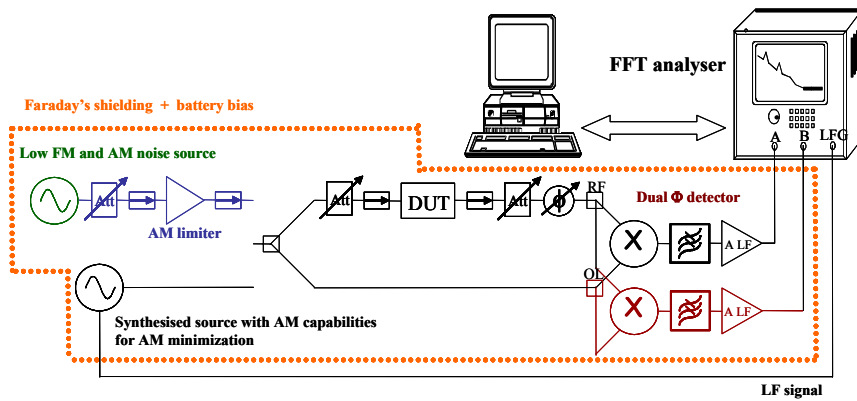 FFT analyser
A B LFG
Faraday's shielding + battery bias
Low FM and AM noise source
Att
AM limiter
Att
DUT
Att
Φ
RF
Dual Φ detector
X
A LF
OL
X
A LF
Synthesised source with AM capabilities
for AM minimization
LF signal